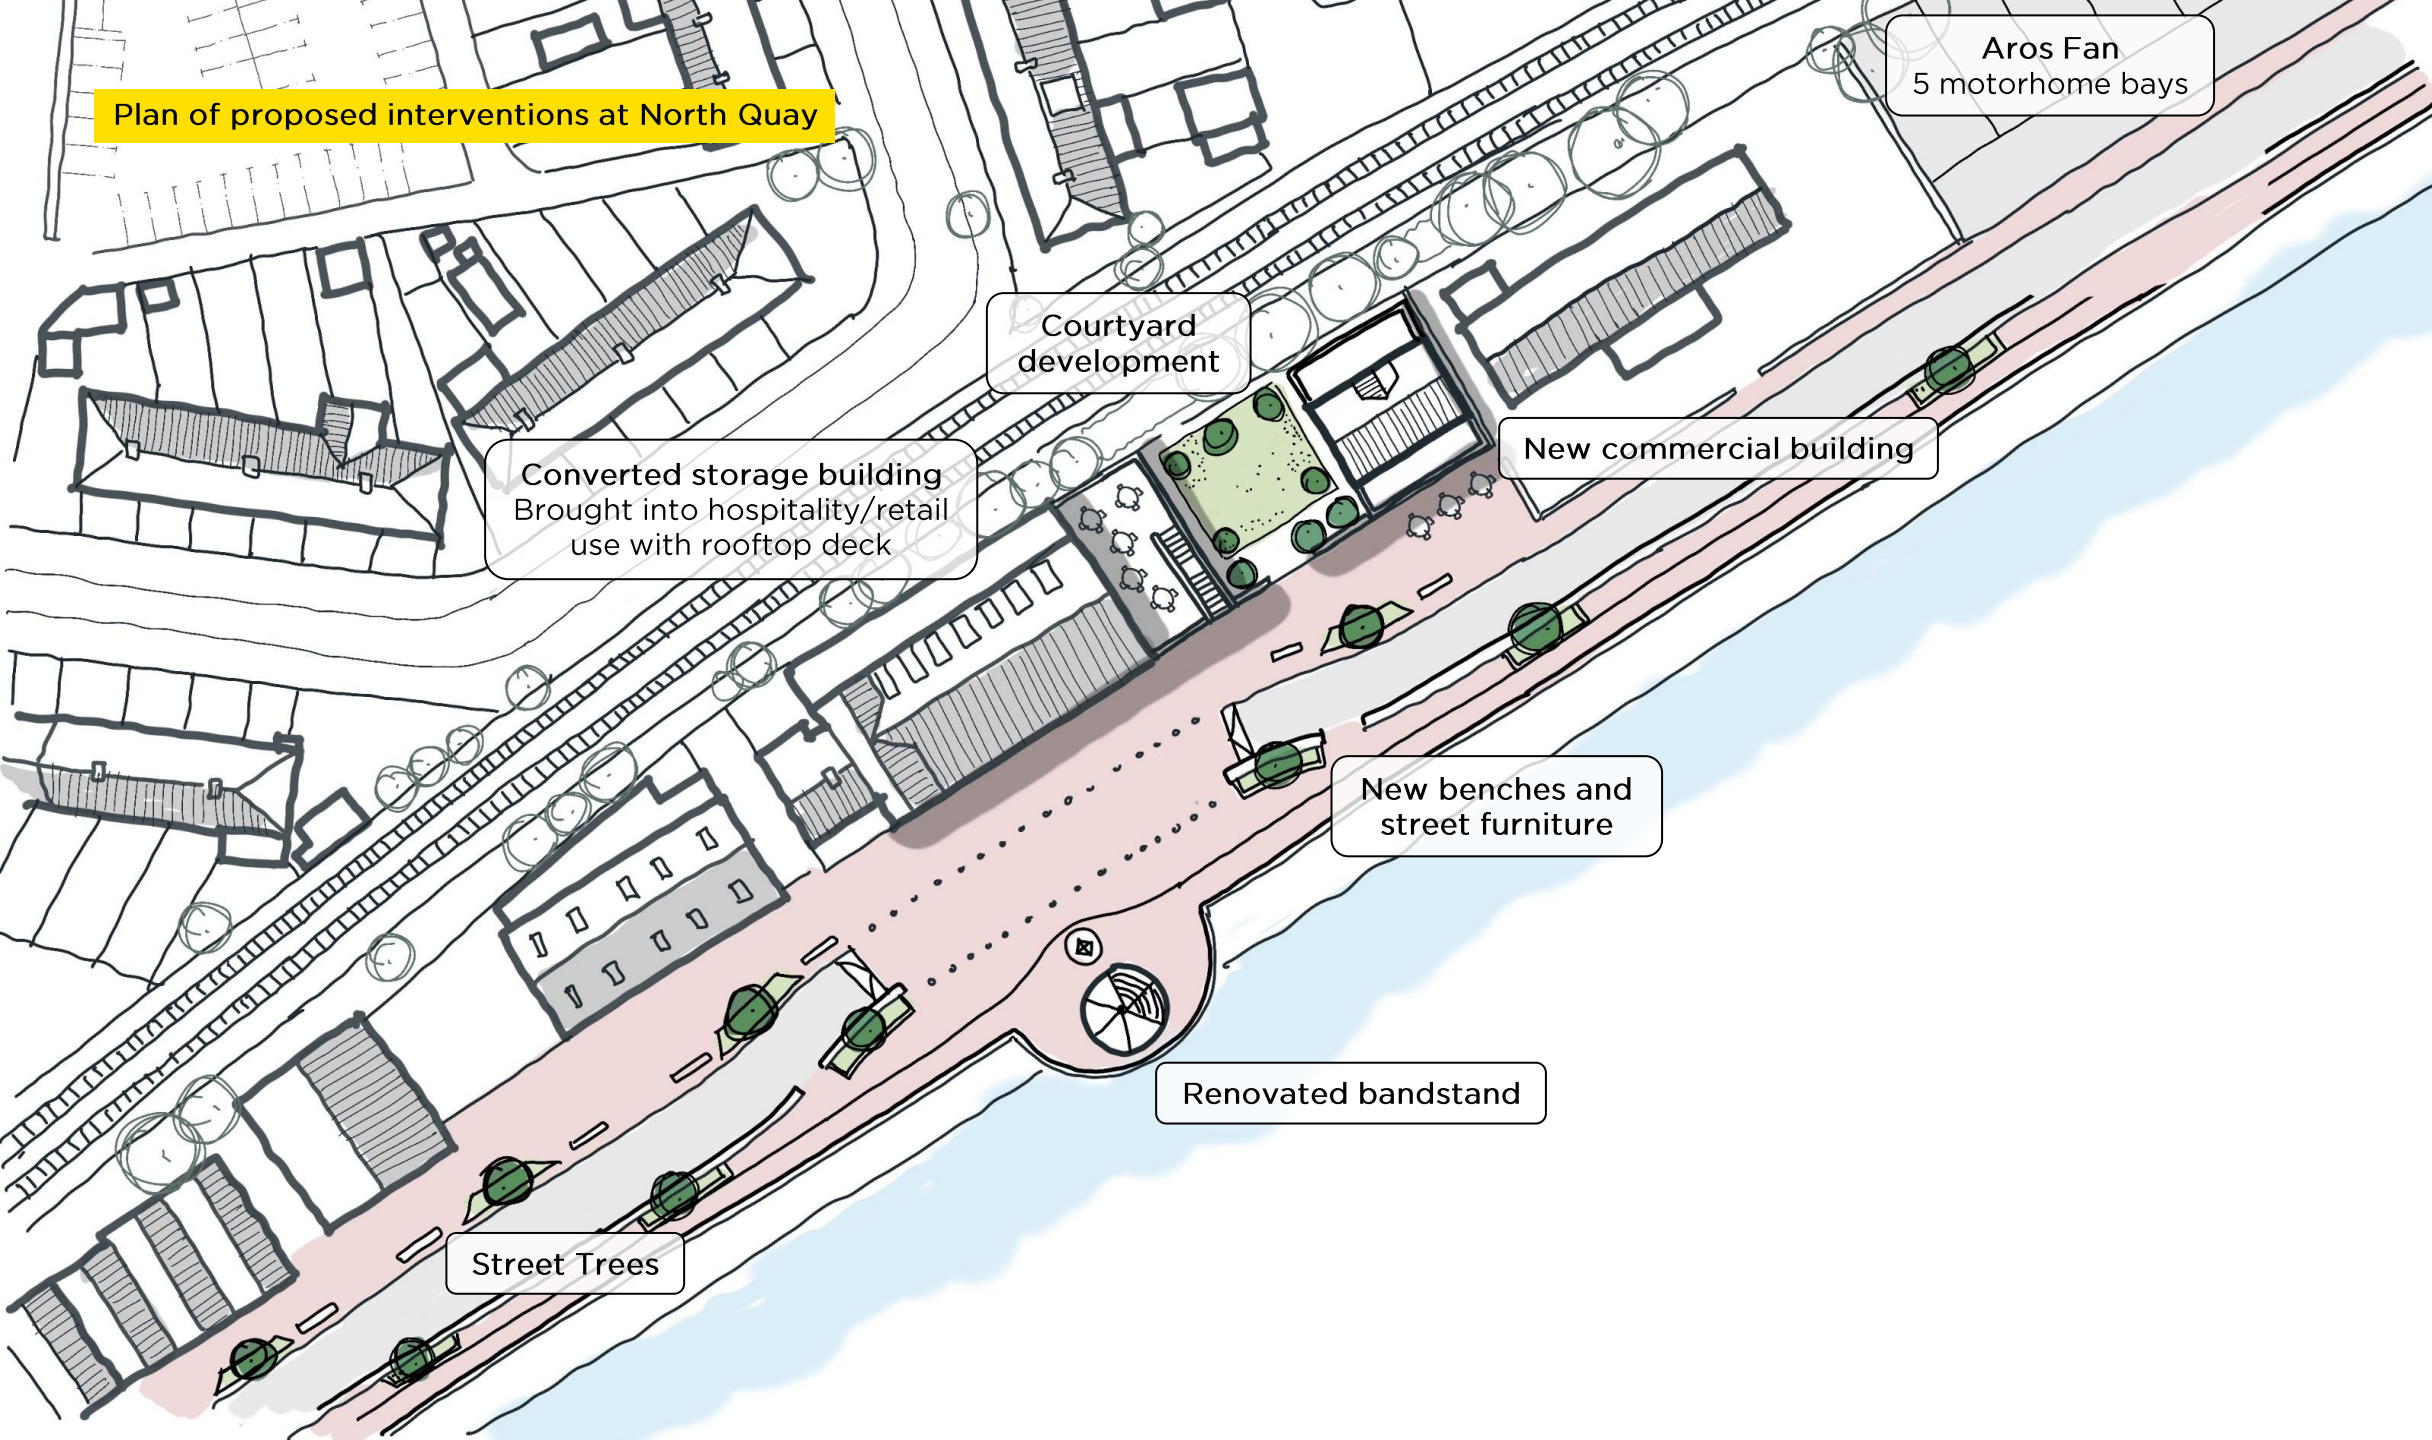 Aros Fan
5 motorhome bays
Plan of proposed interventions at North Quay
Courtyard
development
New commercial building
Converted storage building
Brought into hospitality/retail
use with rooftop deck
New benches and
street furniture
Renovated bandstand
Street Trees